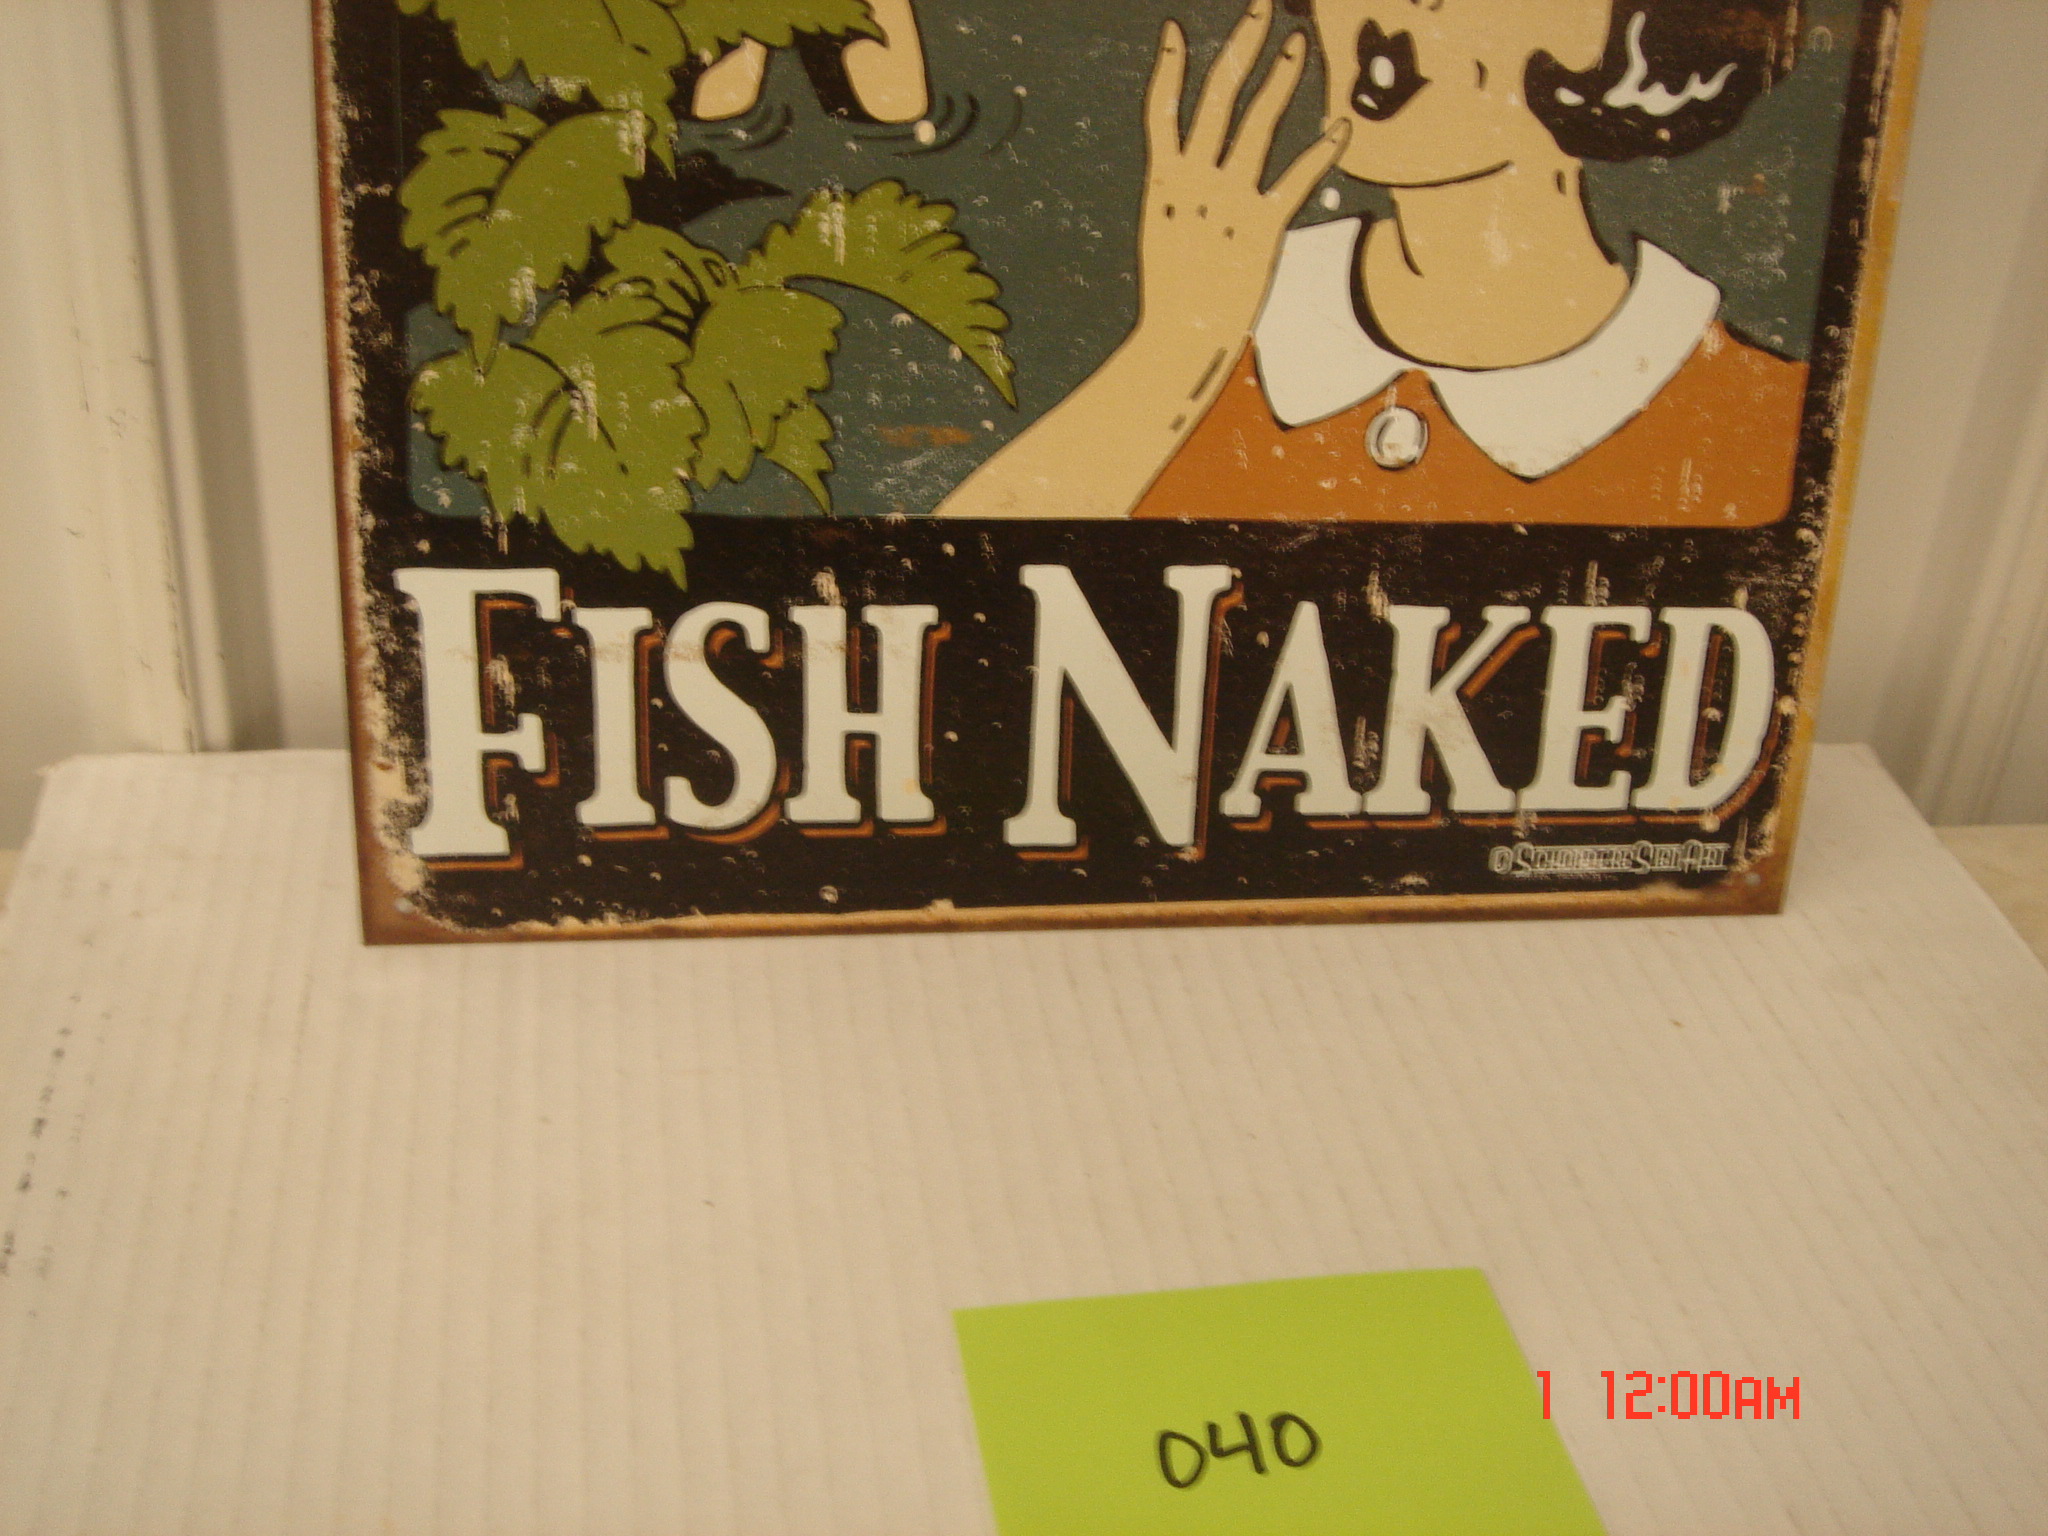 FISH NAKED
© SCHONBERG SIGN ART
1 12:00AM
040